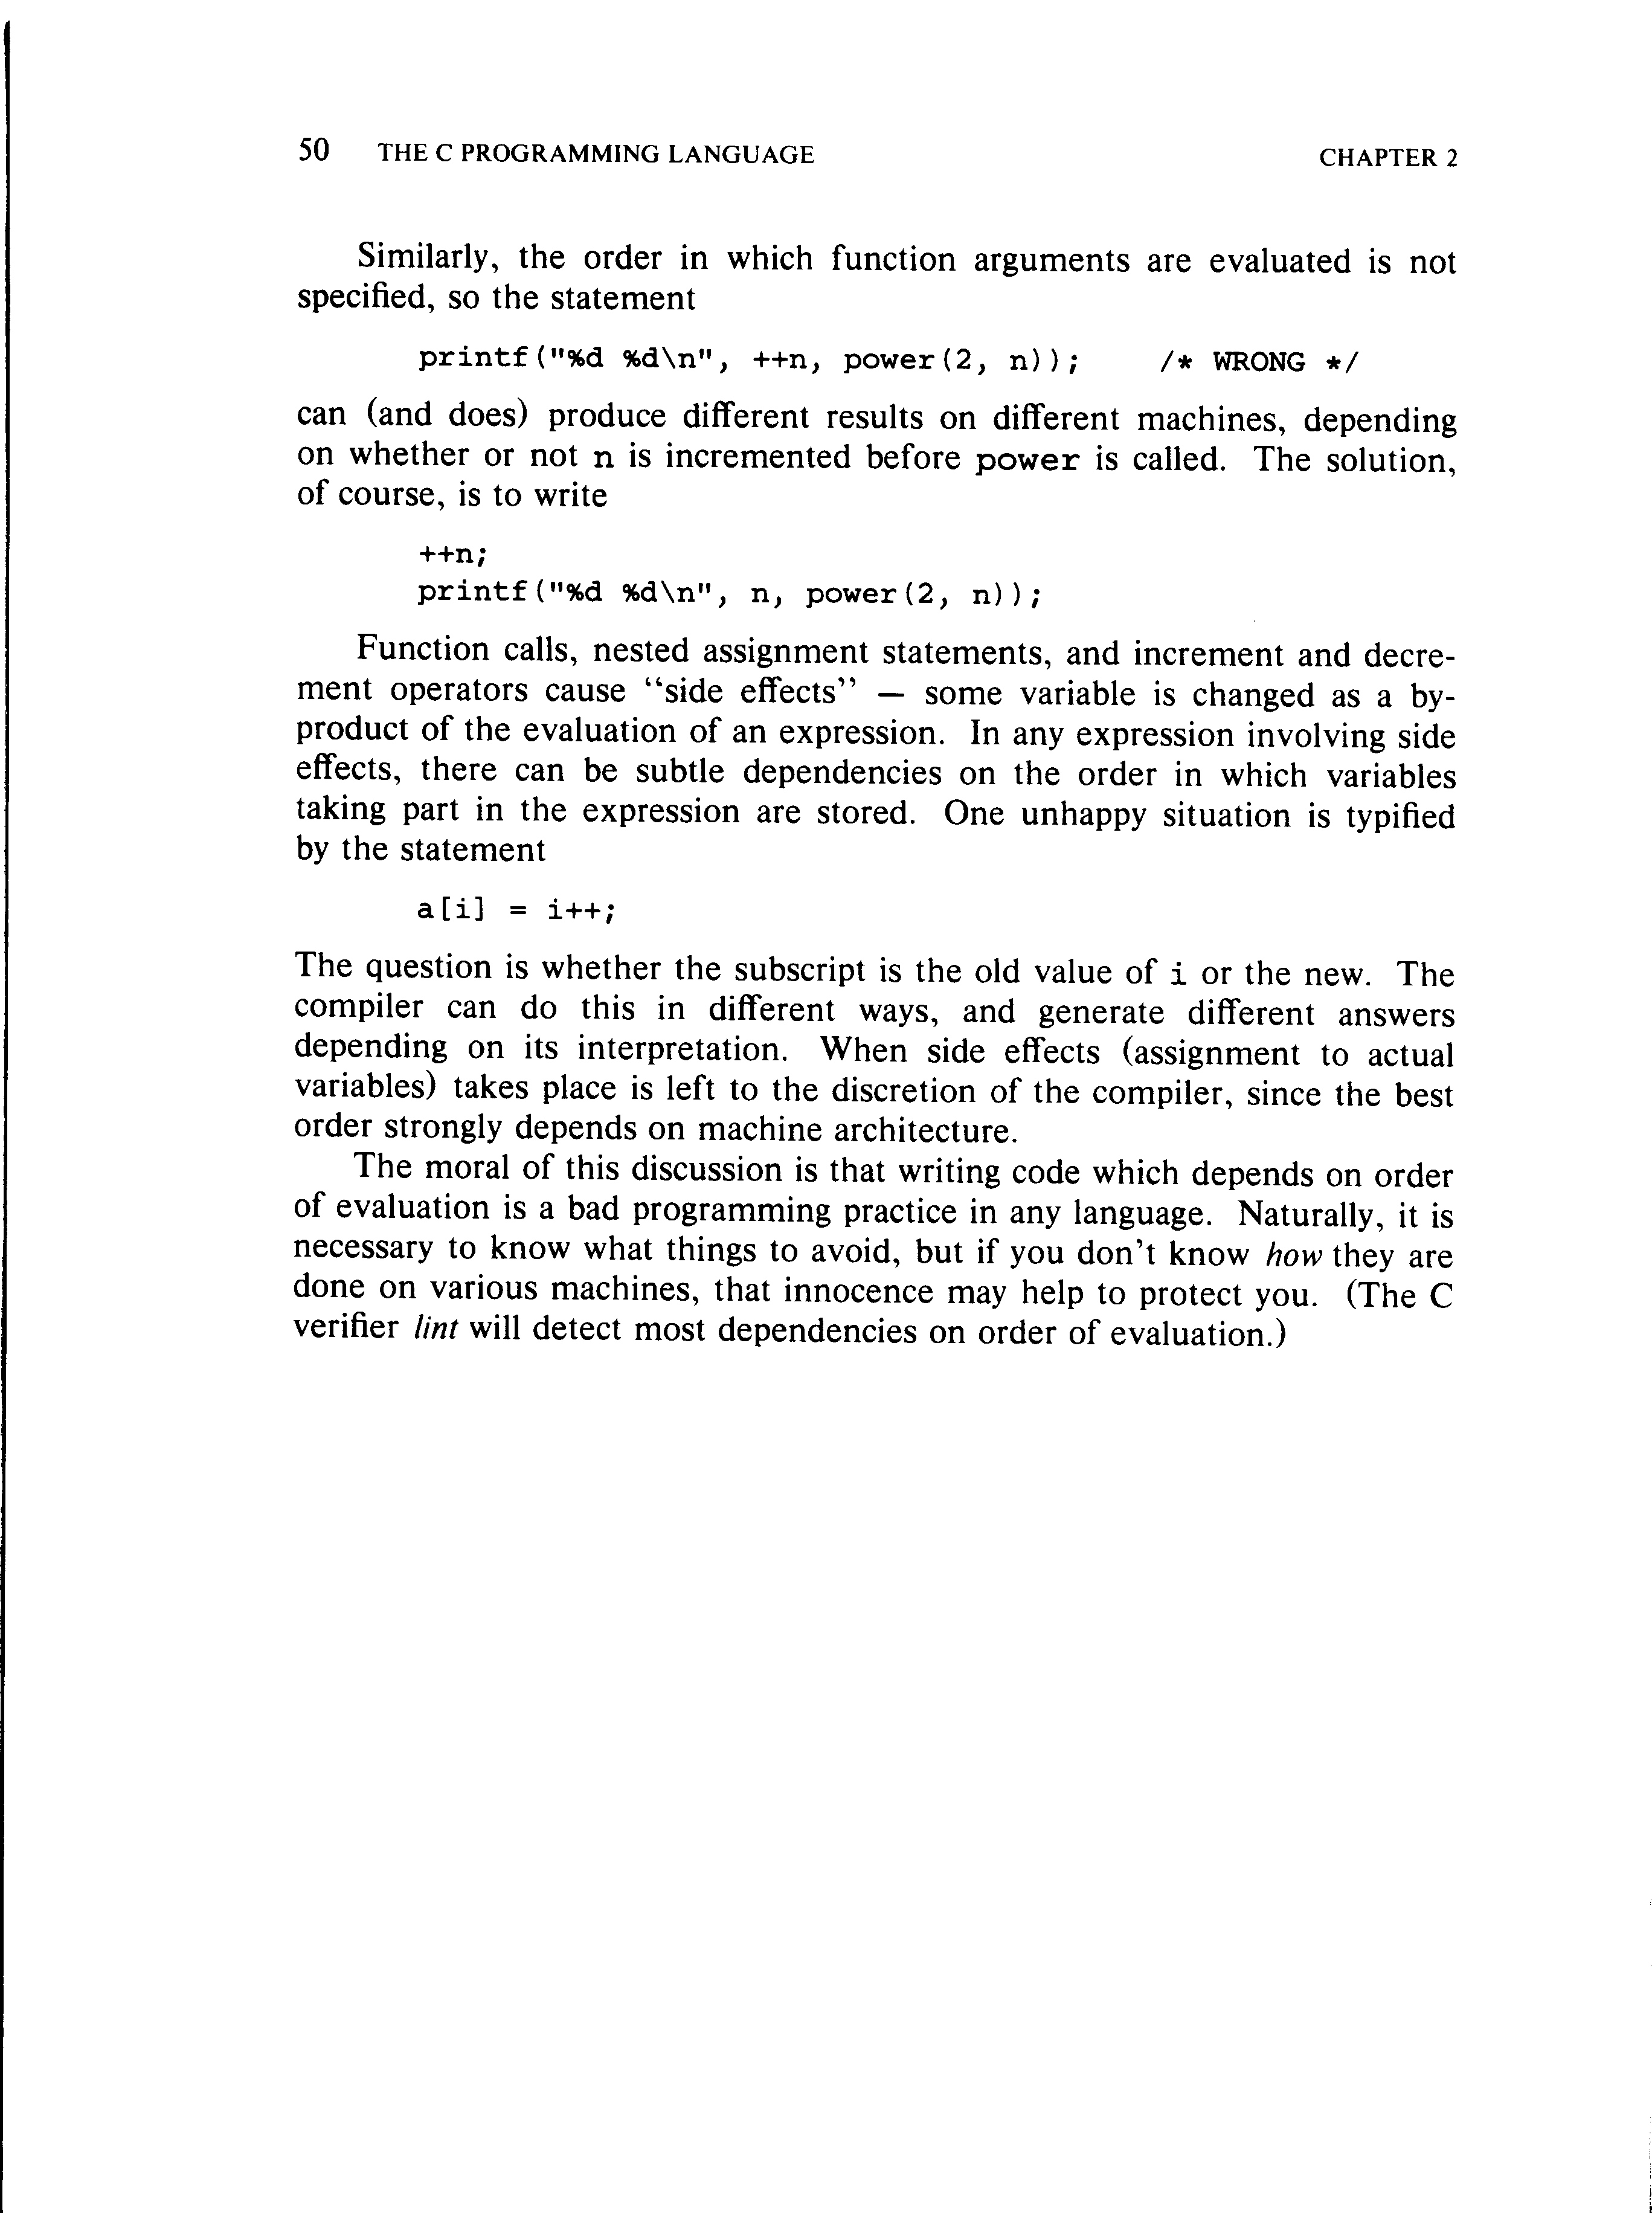 50 THE C PROGRAMMING LANGUAGE CHAPTER 2
Similarly, the order in which function arguments are evaluated is not
specified, so the statement
printf("%d %d\n", ++n, power(2, n)); /* WRONG */
can (and does) produce different results on different machines, depending
on whether or not n is incremented before power is called. The solution,
of course, is to write
++n;
printf("%d %d\n", n, power(2, n));
Function calls, nested assignment statements, and increment and decre-
ment operators cause “side effects” — some variable is changed as a by-
product of the evaluation of an expression. In any expression involving side
effects, there can be subtle dependencies on the order in which variables
taking part in the expression are stored. One unhappy situation is typified
by the statement
a[i] = i++;
The question is whether the subscript is the old value of i or the new. The
compiler can do this in different ways, and generate different answers
depending on its interpretation. When side effects (assignment to actual
variables) takes place is left to the discretion of the compiler, since the best
order strongly depends on machine architecture.
The moral of this discussion is that writing code which depends on order
of evaluation is a bad programming practice in any language. Naturally, it is
necessary to know what things to avoid, but if you don't know how they are
done on various machines, that innocence may help to protect you. (The C
verifier lint will detect most dependencies on order of evaluation.)